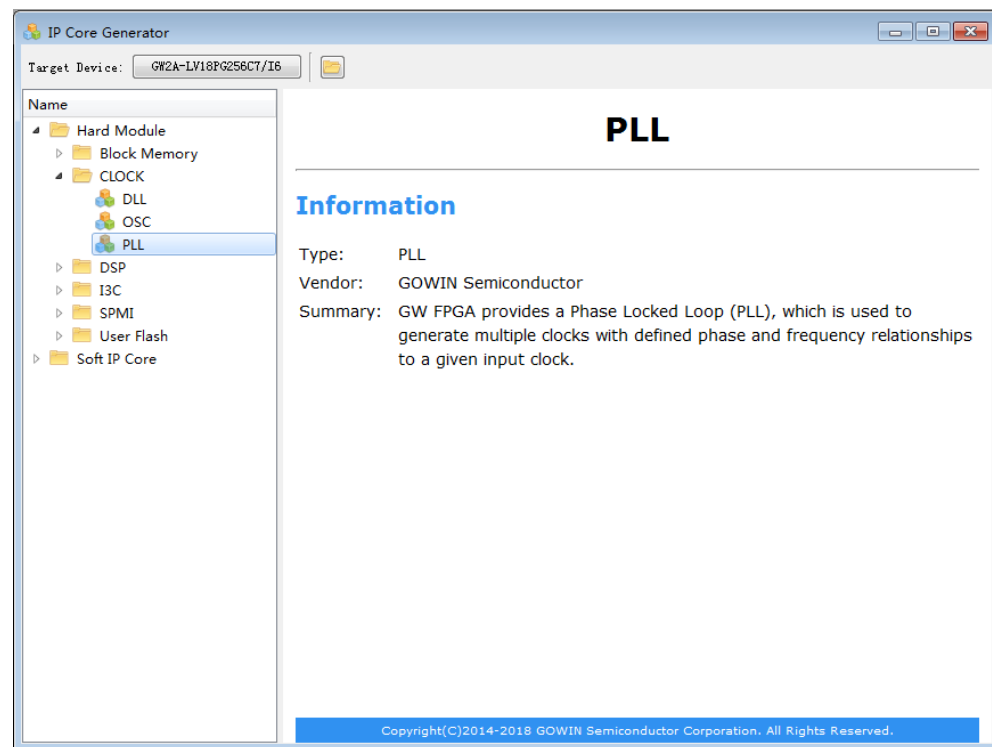 IP Core Generator
Target Device: GW2A-LV18PG256C7/I6
Name
Hard Module
Block Memory
CLOCK
DLL
OSC
PLL
DSP
I3C
SPMI
User Flash
Soft IP Core
PLL
Information
Type: PLL
Vendor: GOWIN Semiconductor
Summary: GW FPGA provides a Phase Locked Loop (PLL), which is used to
generate multiple clocks with defined phase and frequency relationships
to a given input clock.
Copyright(C)2014-2018 GOWIN Semiconductor Corporation. All Rights Reserved.